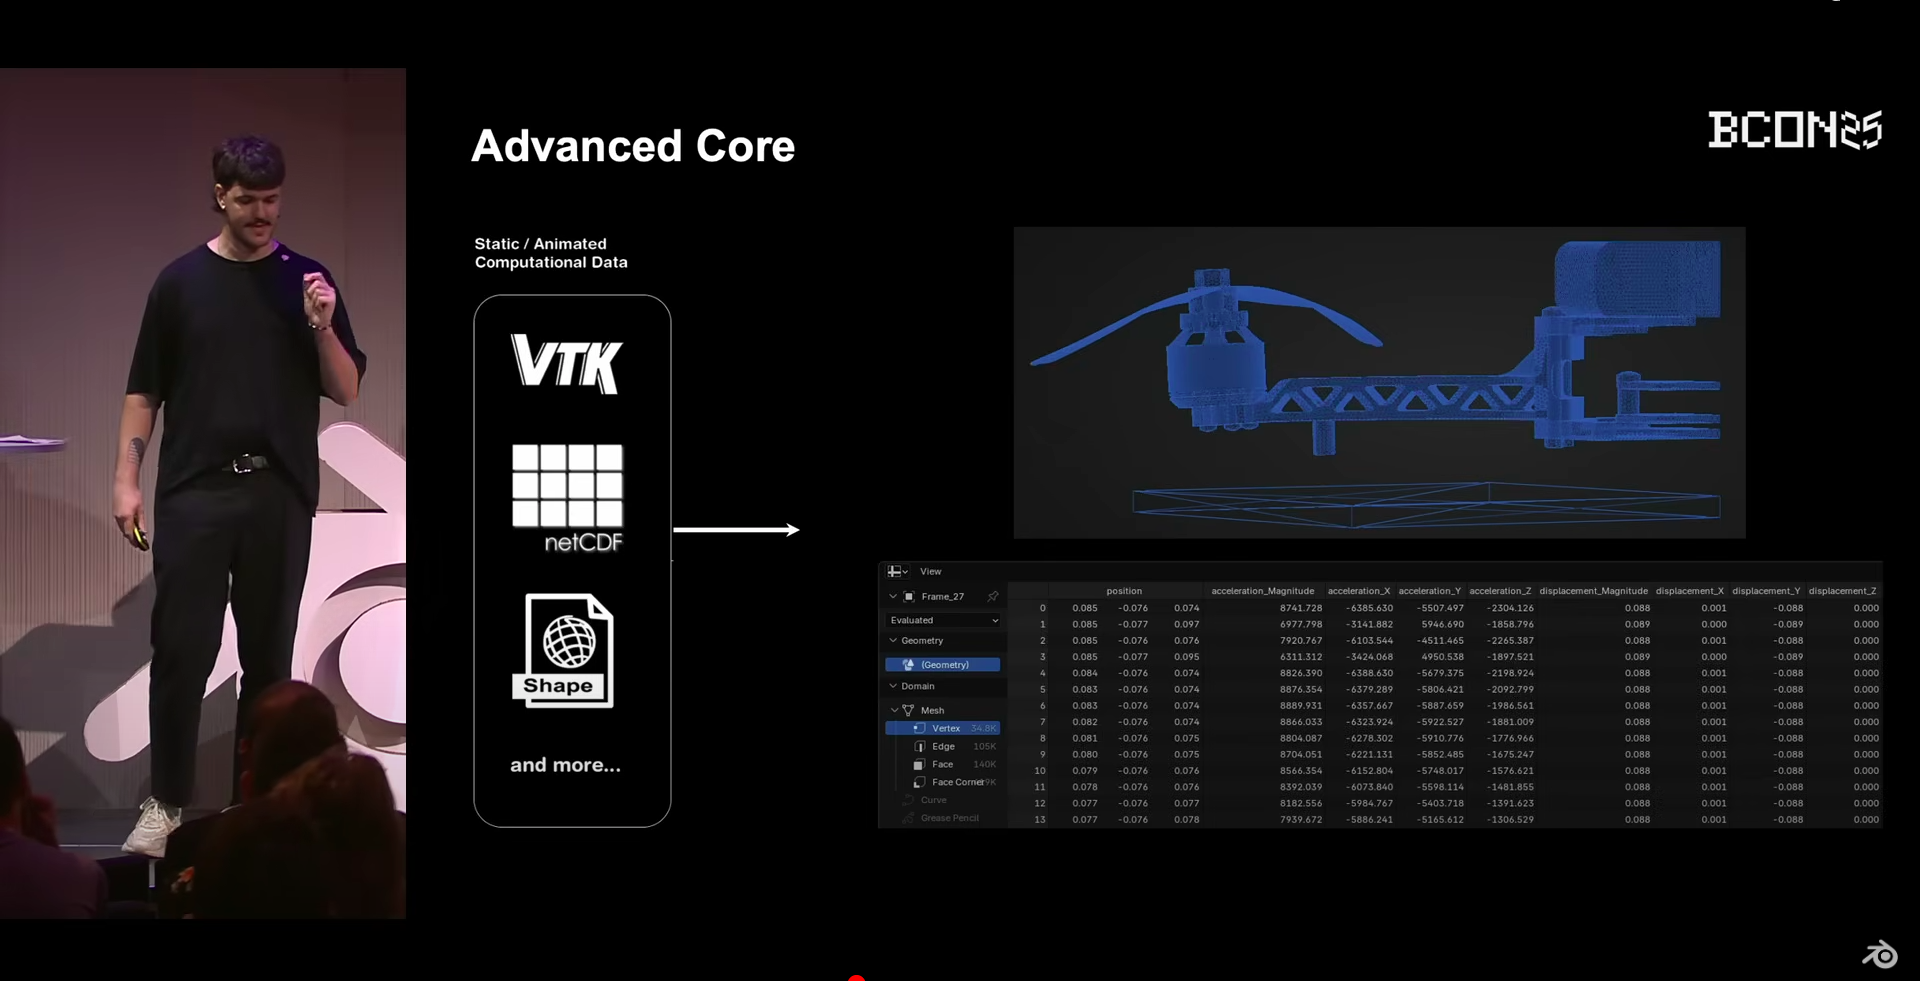 Advanced Core
BCON25
Static / Animated
Computational Data
VTK
netCDF
Shape
and more...
View
Frame_27
Evaluated
Geometry
(Geometry)
Domain
Mesh
Vertex 34.8K
Edge 105K
Face 140K
Face Corner
Curve
Grease Pencil
position acceleration_Magnitude acceleration_X acceleration_Y acceleration_Z displacement_Magnitude displacement_X displacement_Y displacement_Z
0 0.085 -0.076 0.074 8741.728 -6385.630 -5507.497 -2304.126 0.088 0.001 -0.088 0.000
1 0.085 -0.077 0.097 6977.798 -3141.882 5946.690 -1858.796 0.089 0.000 -0.089 0.000
2 0.085 -0.076 0.076 7920.767 -6103.544 -4511.465 -2265.387 0.088 0.001 -0.088 0.000
3 0.085 -0.077 0.095 6311.312 -3424.068 4950.538 -1897.521 0.089 0.000 -0.089 0.000
4 0.084 -0.076 0.074 8826.390 -6388.630 -5679.375 -2198.924 0.088 0.001 -0.088 0.000
5 0.083 -0.076 0.074 8876.354 -6379.289 -5806.421 -2092.799 0.088 0.001 -0.088 0.000
6 0.083 -0.076 0.074 8889.931 -6357.667 -5887.659 -1986.561 0.088 0.001 -0.088 0.000
7 0.082 -0.076 0.074 8866.033 -6323.924 -5922.527 -1881.009 0.088 0.001 -0.088 0.000
8 0.081 -0.076 0.075 8804.087 -6278.302 -5910.776 -1776.966 0.088 0.001 -0.088 0.000
9 0.080 -0.076 0.075 8704.051 -6221.131 -5852.485 -1675.247 0.088 0.001 -0.088 0.000
10 0.079 -0.076 0.076 8566.354 -6152.804 -5748.017 -1576.621 0.088 0.001 -0.088 0.000
11 0.078 -0.076 0.076 8392.039 -6073.840 -5598.114 -1481.855 0.088 0.001 -0.088 0.000
12 0.077 -0.076 0.077 8182.556 -5984.767 -5403.718 -1391.623 0.088 0.001 -0.088 0.000
13 0.077 -0.076 0.078 7939.672 -5886.241 -5165.612 -1306.529 0.088 0.001 -0.088 0.000